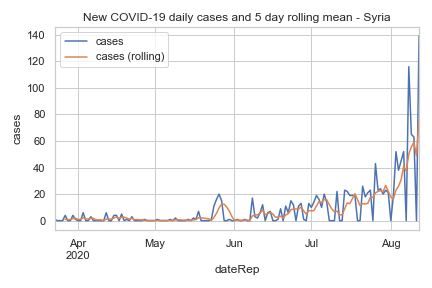 New COVID-19 daily cases and 5 day rolling mean - Syria
cases
cases (rolling)
140
120
100
80
60
40
20
0
cases
Apr
2020
May
Jun
Jul
Aug
dateRep